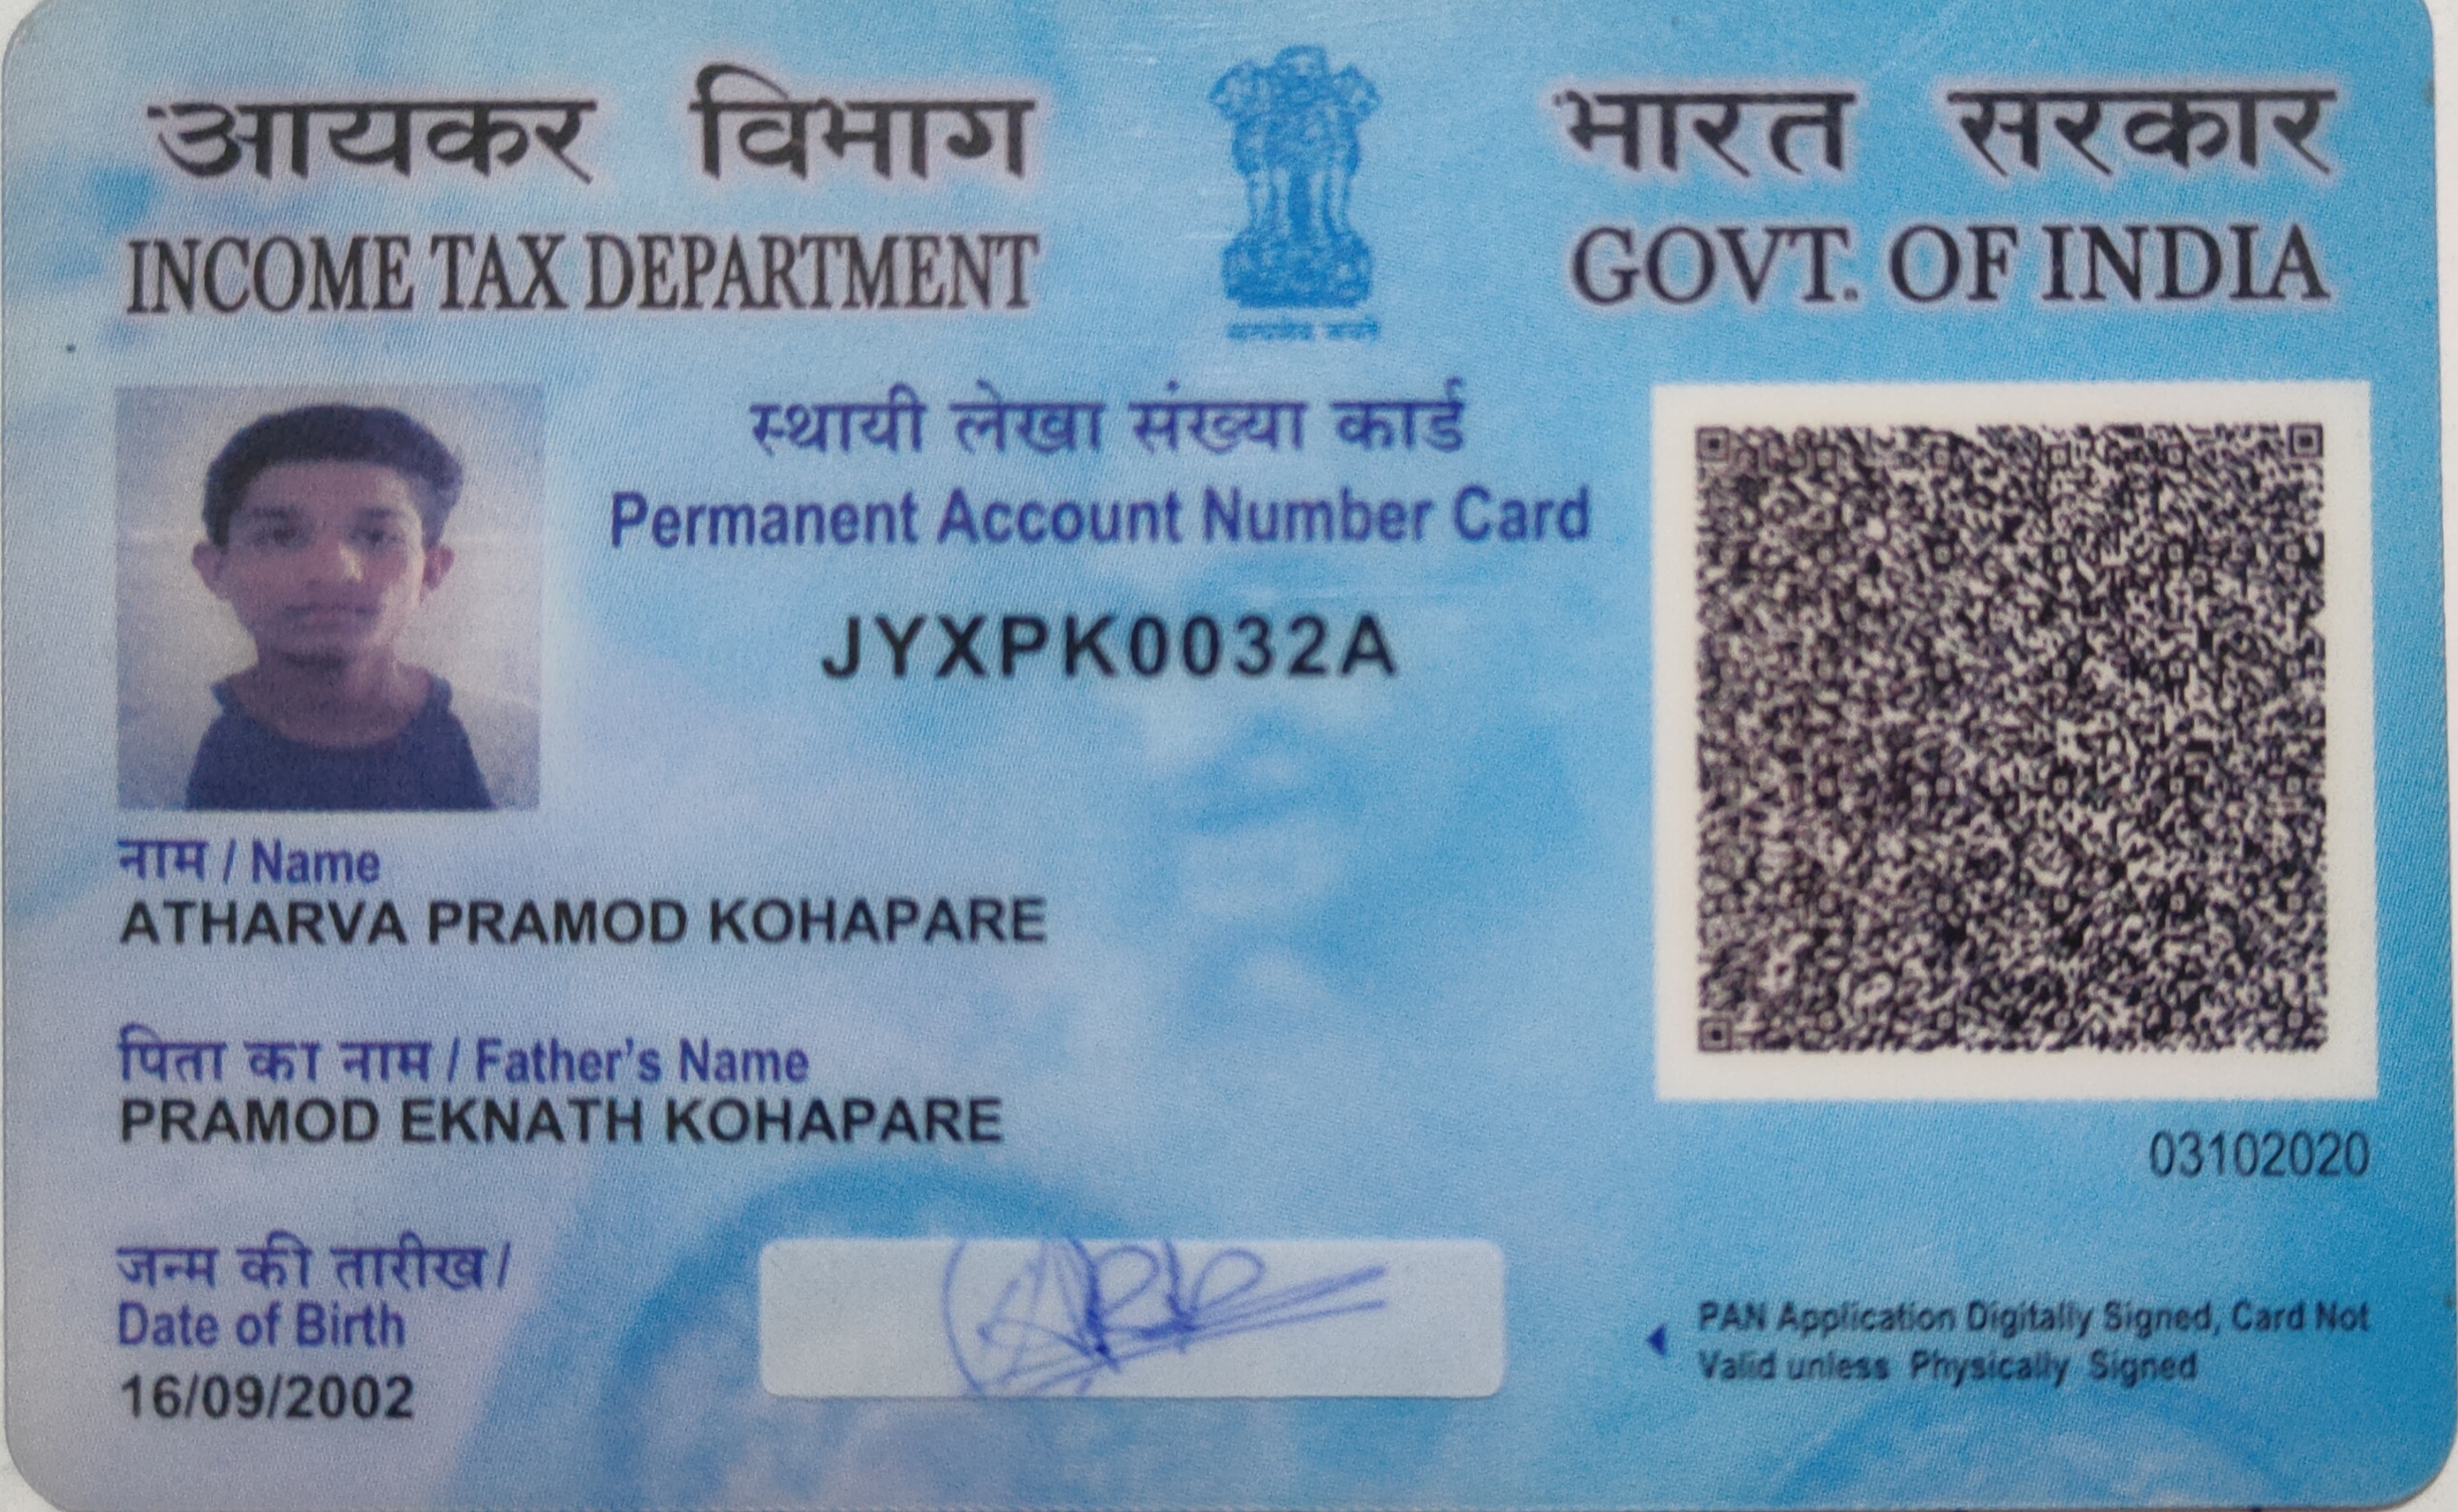 आयकर विभाग
INCOME TAX DEPARTMENT
भारत सरकार
GOVT. OF INDIA
सत्यमेव जयते
स्थायी लेखा संख्या कार्ड
Permanent Account Number Card
JYXPK0032A
नाम / Name
ATHARVA PRAMOD KOHAPARE
पिता का नाम / Father's Name
PRAMOD EKNATH KOHAPARE
03102020
जन्म की तारीख /
Date of Birth
16/09/2002
PAN Application Digitally Signed, Card Not
Valid unless Physically Signed